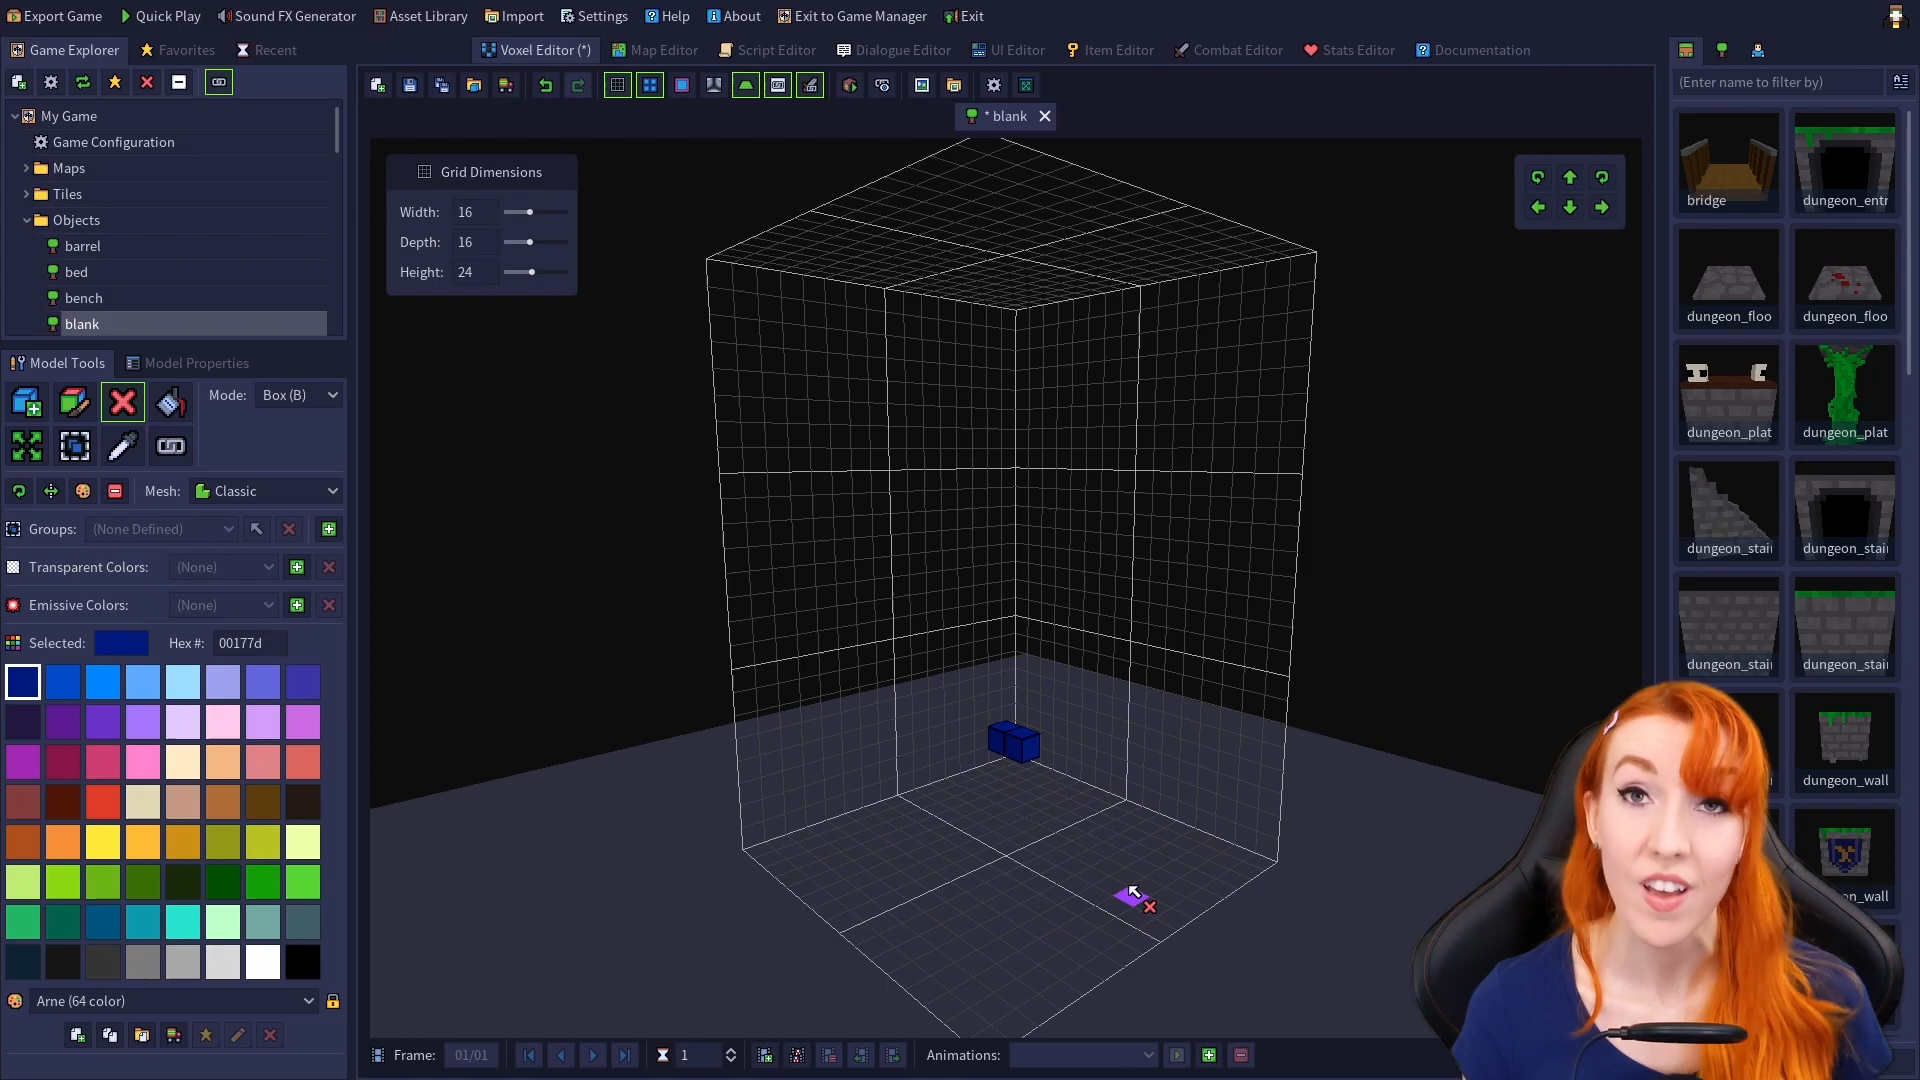 Export Game Quick Play Sound FX Generator Asset Library Import Settings Help About Exit to Game Manager Exit
Game Explorer Favorites Recent
Voxel Editor (*) Map Editor Script Editor Dialogue Editor UI Editor Item Editor Combat Editor Stats Editor Documentation
(Enter name to filter by)
* blank
My Game
Game Configuration
Maps
Tiles
Objects
barrel
bed
bench
blank
Grid Dimensions
Width: 16
Depth: 16
Height: 24
Model Tools Model Properties
Mode: Box (B)
Mesh: Classic
Groups: (None Defined)
Transparent Colors: (None)
Emissive Colors: (None)
Selected: Hex #: 00177d
Arne (64 color)
Frame: 01/01 1 Animations:
bridge dungeon_entr
dungeon_floo dungeon_floo
dungeon_plat dungeon_plat
dungeon_stair dungeon_stair
dungeon_stair dungeon_stair
dungeon_wall
on_wall